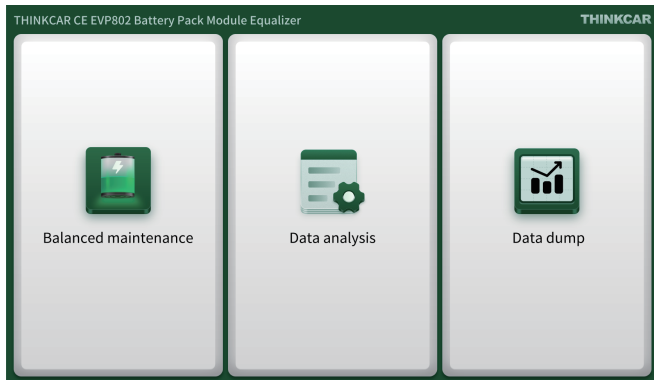 THINKCAR CE EVP802 Battery Pack Module Equalizer
THINKCAR
Balanced maintenance
Data analysis
Data dump